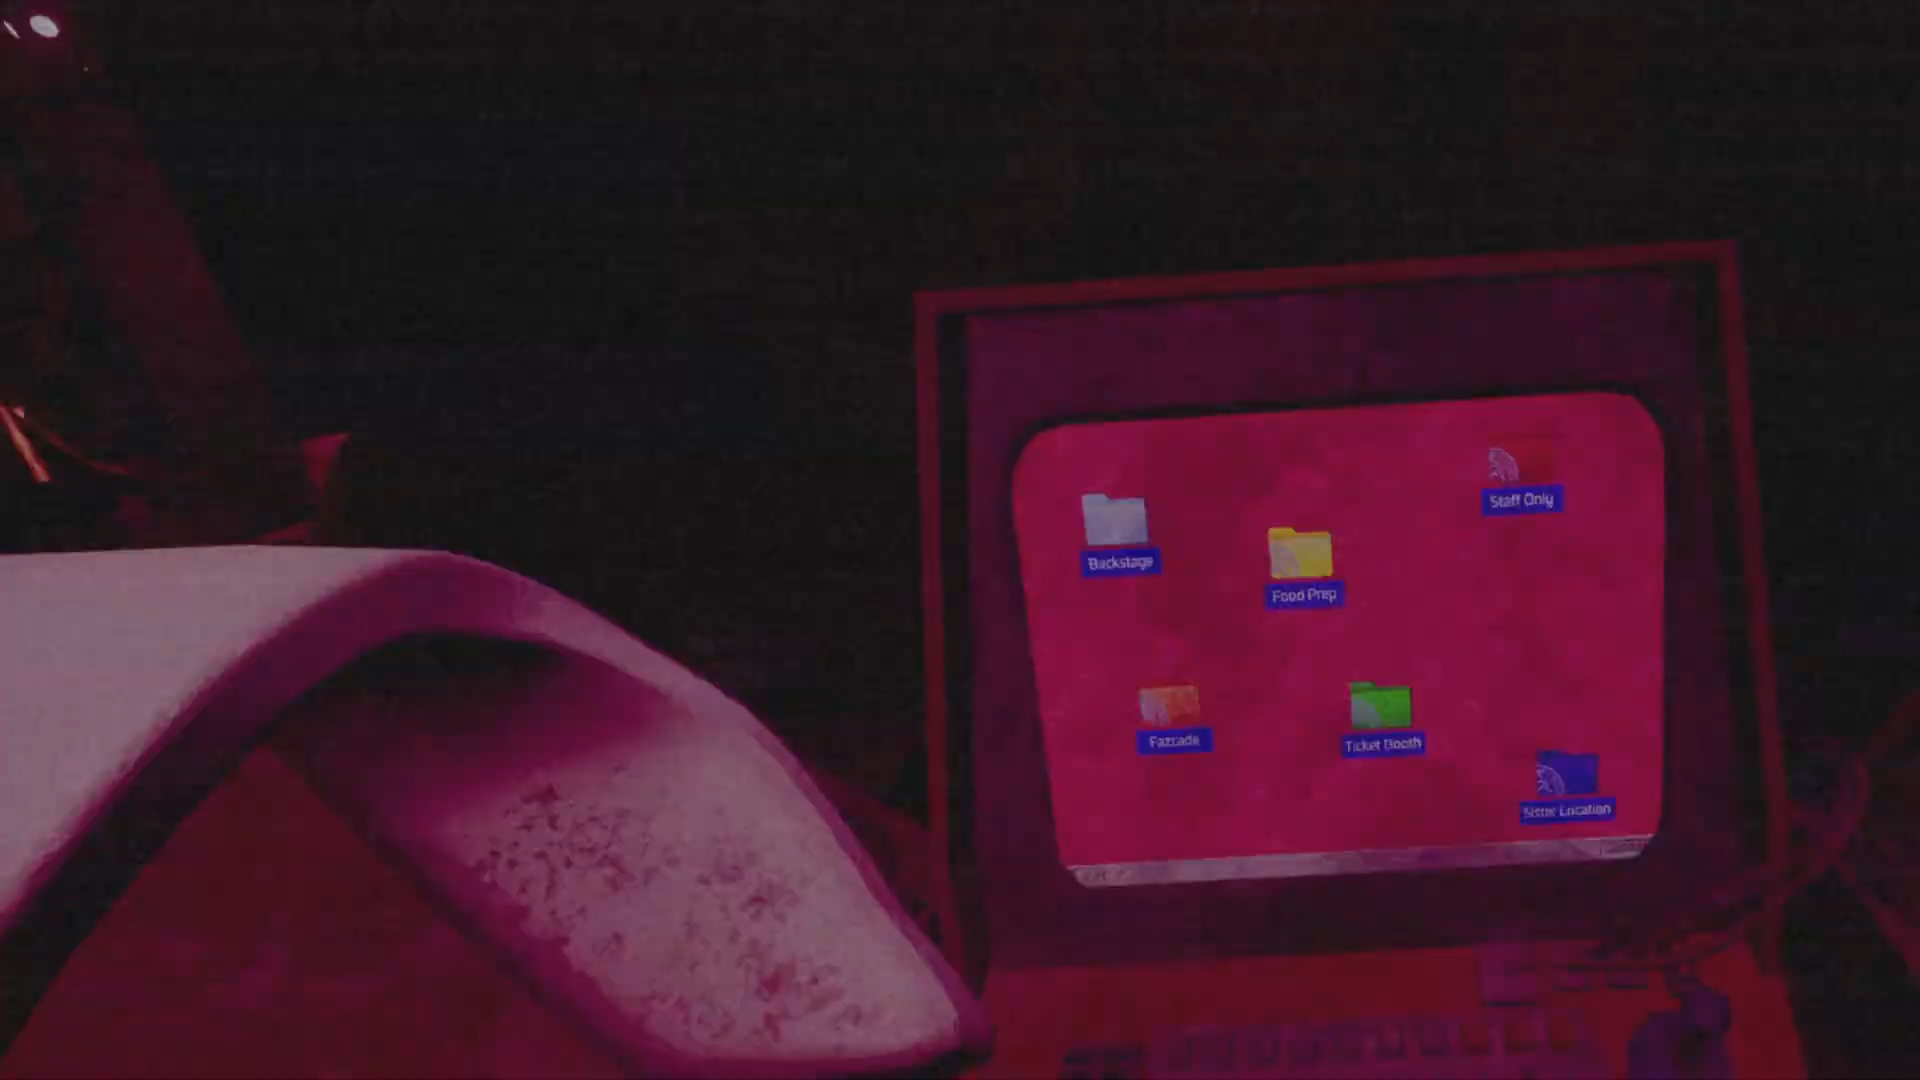 Staff Only
Backstage
Food Prep
Fazcade
Ticket Booth
Sister Location